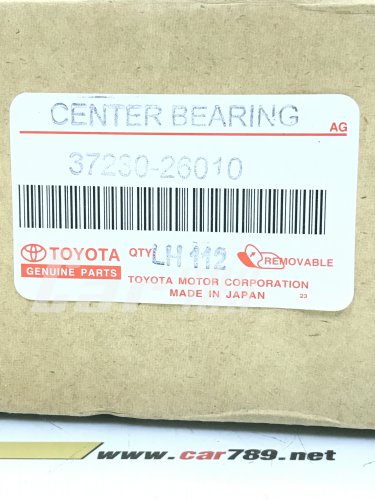 CENTER BEARING
AG
37230-26010
TOYOTA
GENUINE PARTS
QTY LH 112
REMOVABLE
TOYOTA MOTOR CORPORATION
MADE IN JAPAN
23
www.car789.net